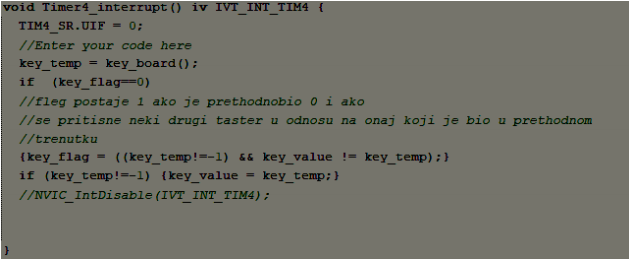 void Timer4_interrupt() iv IVT_INT_TIM4 {
TIM4_SR.UIF = 0;
//Enter your code here
key_temp = key_board();
if (key_flag==0)
//fleg postaje 1 ako je prethodnobio 0 i ako
//se pritisne neki drugi taster u odnosu na onaj koji je bio u prethodnom
//trenutku
{key_flag = ((key_temp!=-1) && key_value != key_temp);}
if (key_temp!=-1) {key_value = key_temp;}
//NVIC_IntDisable(IVT_INT_TIM4);
}